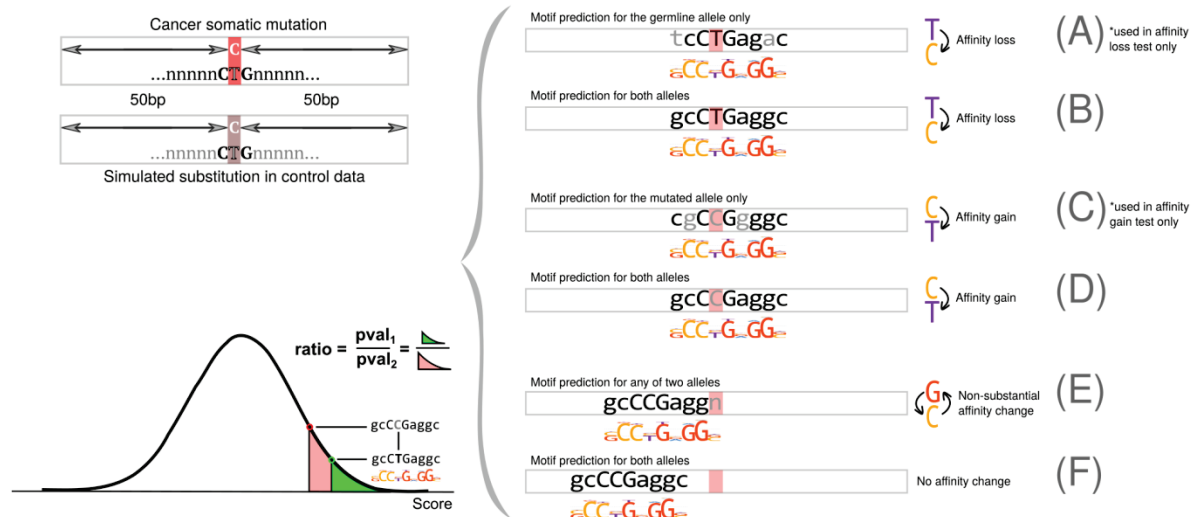 Cancer somatic mutation
C
...nnnnnCTGnnnnn...
50bp 50bp
C
...nnnnnCTGnnnnn...
Simulated substitution in control data
ratio = pval1 / pval2 =
gcCCGaggc
gcCTGaggc
gCCTGNGGc
Score
Motif prediction for the germline allele only
tcCTGagac
T
C
Affinity loss
(A)
*used in affinity
loss test only
Motif prediction for both alleles
gcCTGaggc
T
C
Affinity loss
(B)
Motif prediction for the mutated allele only
cgCCGgggc
C
T
Affinity gain
(C)
*used in affinity
gain test only
Motif prediction for both alleles
gcCCGaggc
C
T
Affinity gain
(D)
Motif prediction for any of two alleles
gcCCGaggn
G
C
Non-substantial
affinity change
(E)
Motif prediction for both alleles
gcCCGaggc
No affinity change
(F)